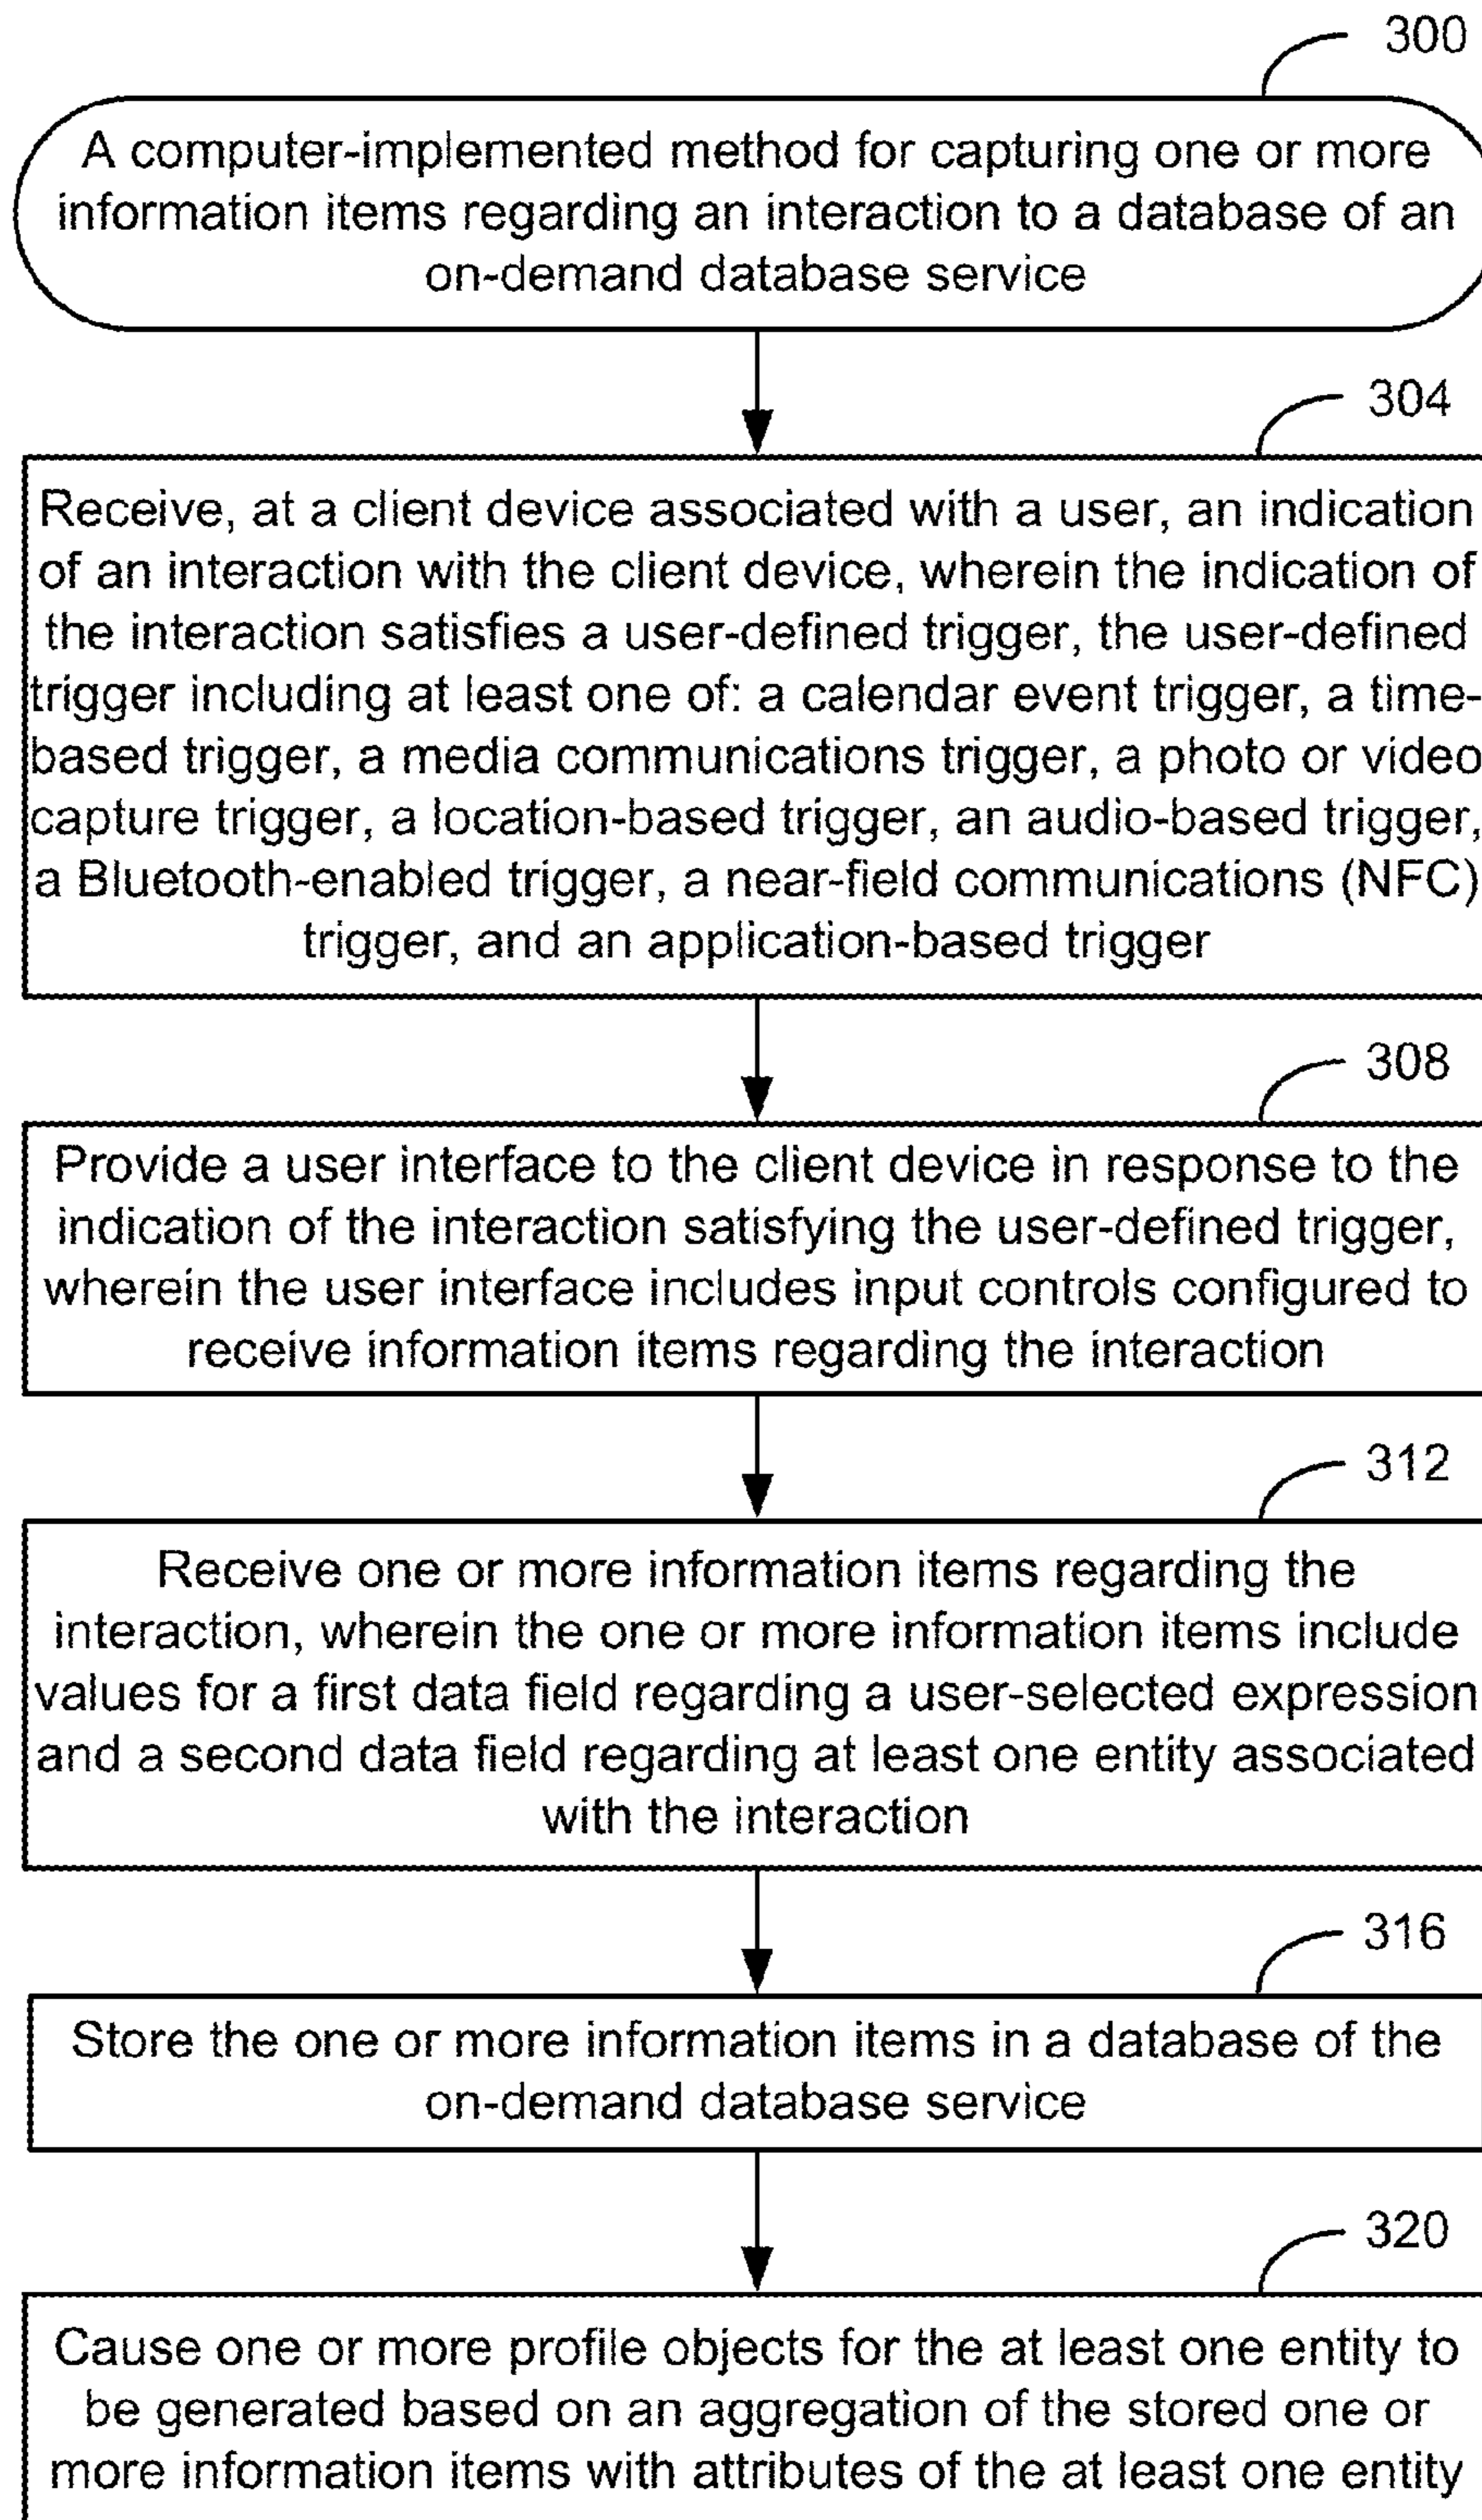 300
A computer-implemented method for capturing one or more
information items regarding an interaction to a database of an
on-demand database service
304
Receive, at a client device associated with a user, an indication
of an interaction with the client device, wherein the indication of
the interaction satisfies a user-defined trigger, the user-defined
trigger including at least one of: a calendar event trigger, a time-
based trigger, a media communications trigger, a photo or video
capture trigger, a location-based trigger, an audio-based trigger,
a Bluetooth-enabled trigger, a near-field communications (NFC)
trigger, and an application-based trigger
308
Provide a user interface to the client device in response to the
indication of the interaction satisfying the user-defined trigger,
wherein the user interface includes input controls configured to
receive information items regarding the interaction
312
Receive one or more information items regarding the
interaction, wherein the one or more information items include
values for a first data field regarding a user-selected expression
and a second data field regarding at least one entity associated
with the interaction
316
Store the one or more information items in a database of the
on-demand database service
320
Cause one or more profile objects for the at least one entity to
be generated based on an aggregation of the stored one or
more information items with attributes of the at least one entity